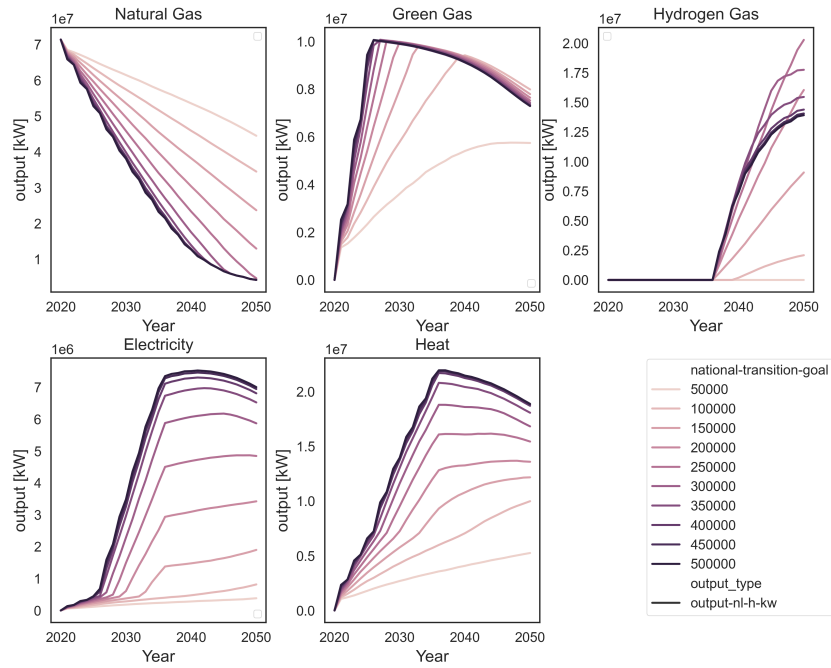 Natural Gas
Green Gas
Hydrogen Gas
1e7
1e7
1e7
7
6
5
4
3
2
1
output [kW]
2020 2030 2040 2050
Year
1.0
0.8
0.6
0.4
0.2
0.0
output [kW]
2020 2030 2040 2050
Year
2.00
1.75
1.50
1.25
1.00
0.75
0.50
0.25
0.00
output [kW]
2020 2030 2040 2050
Year
Electricity
Heat
1e6
1e7
7
6
5
4
3
2
1
0
output [kW]
2020 2030 2040 2050
Year
2.0
1.5
1.0
0.5
0.0
output [kW]
2020 2030 2040 2050
Year
national-transition-goal
50000
100000
150000
200000
250000
300000
350000
400000
450000
500000
output_type
output-nl-h-kw